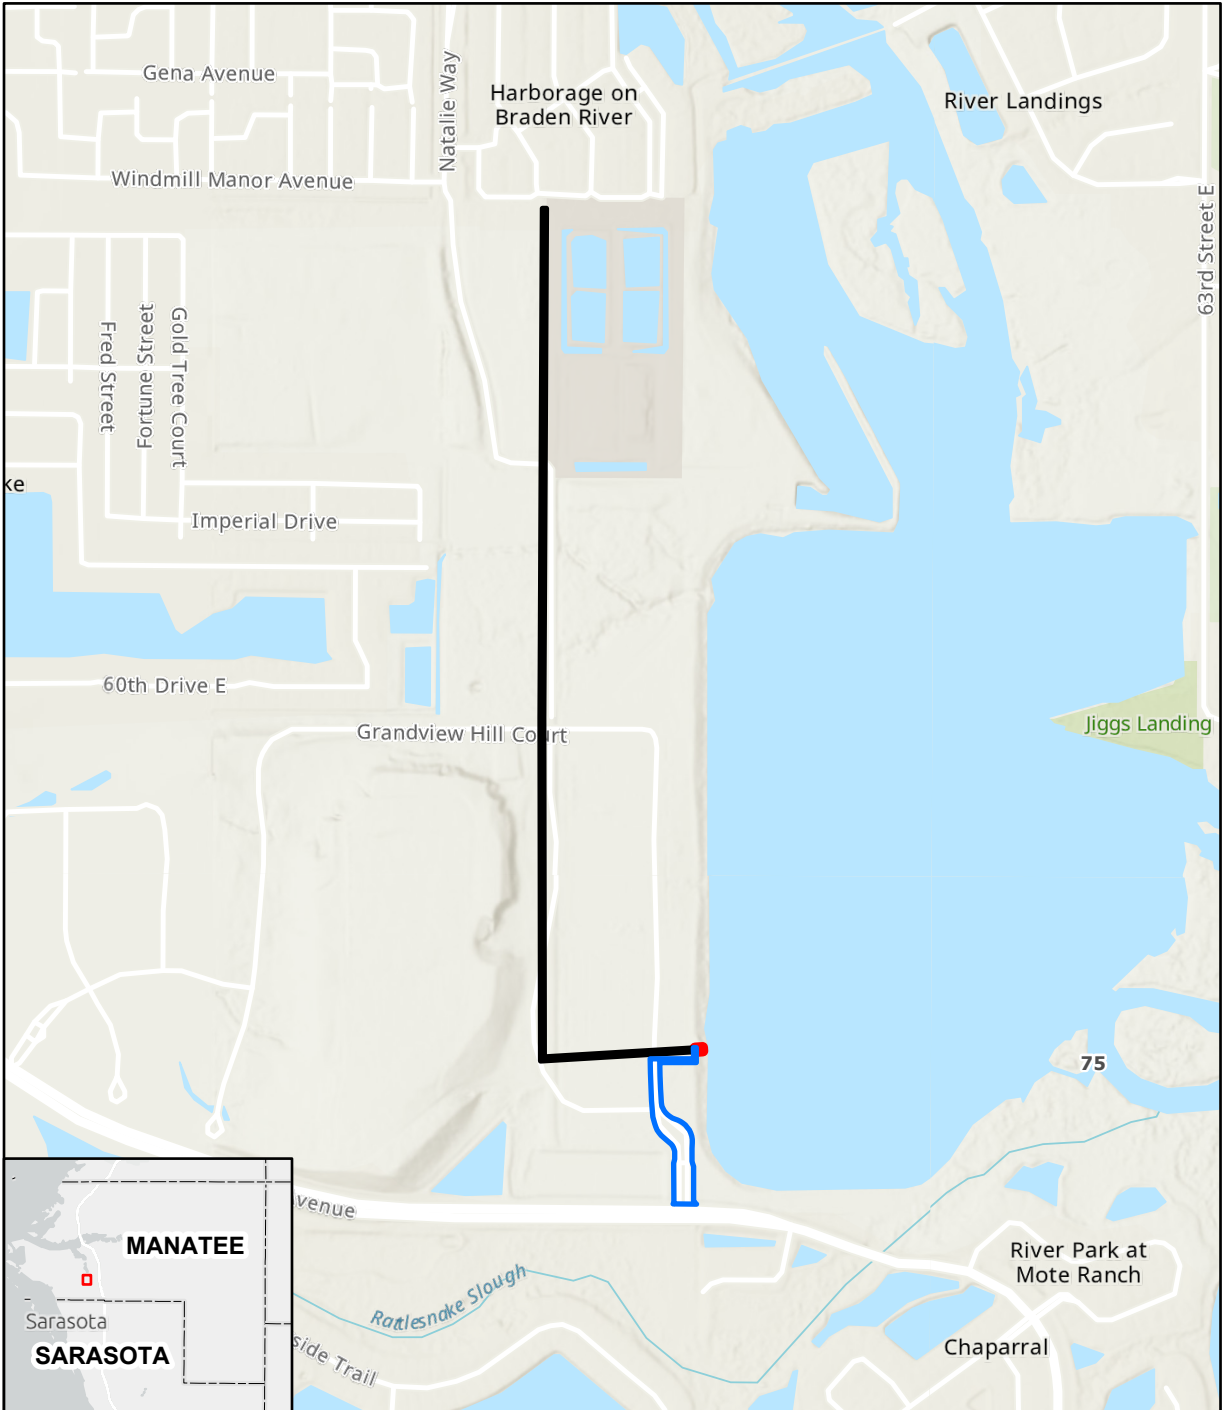 Gena Avenue
Natalie Way
Harborage on
Braden River
River Landings
Windmill Manor Avenue
63rd Street E
Fred Street
Fortune Street
Gold Tree Court
ke
Imperial Drive
60th Drive E
Grandview Hill Court
Jiggs Landing
75
venue
MANATEE
River Park at
Mote Ranch
Rattlesnake Slough
Sarasota
SARASOTA
side Trail
Chaparral